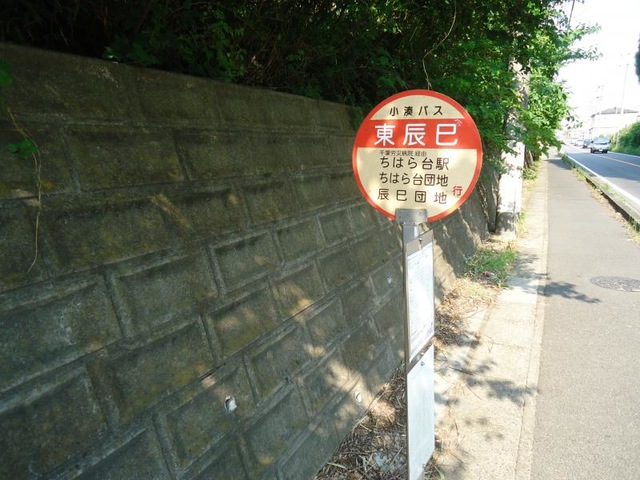 小湊バス
東辰巳
千葉労災病院 経由
ちはら台駅
ちはら台団地
辰巳団地
行